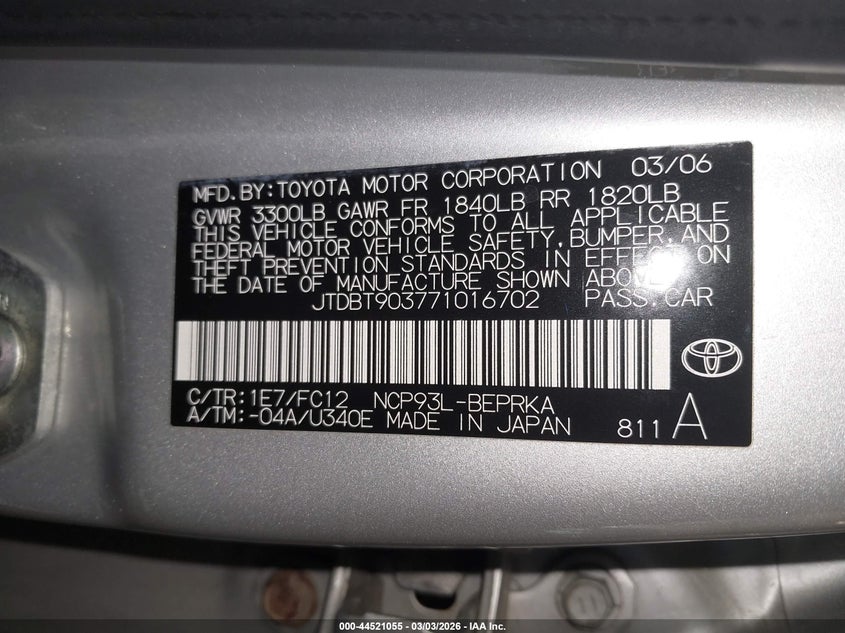 MFD.BY:TOYOTA MOTOR CORPORATION 03/06
GVWR 3300LB GAWR FR 1840LB RR 1820LB
THIS VEHICLE CONFORMS TO ALL APPLICABLE
FEDERAL MOTOR VEHICLE SAFETY,BUMPER,AND
THEFT PREVENTION STANDARDS IN EFFECT ON
THE DATE OF MANUFACTURE SHOWN ABOVE.
JTDBT903771016702 PASS.CAR
C/TR:1E7/FC12 NCP93L-BEPRKA
A/TM:-04A/U340E MADE IN JAPAN 811 A
000-44521055 - 03/03/2026 - IAA Inc.